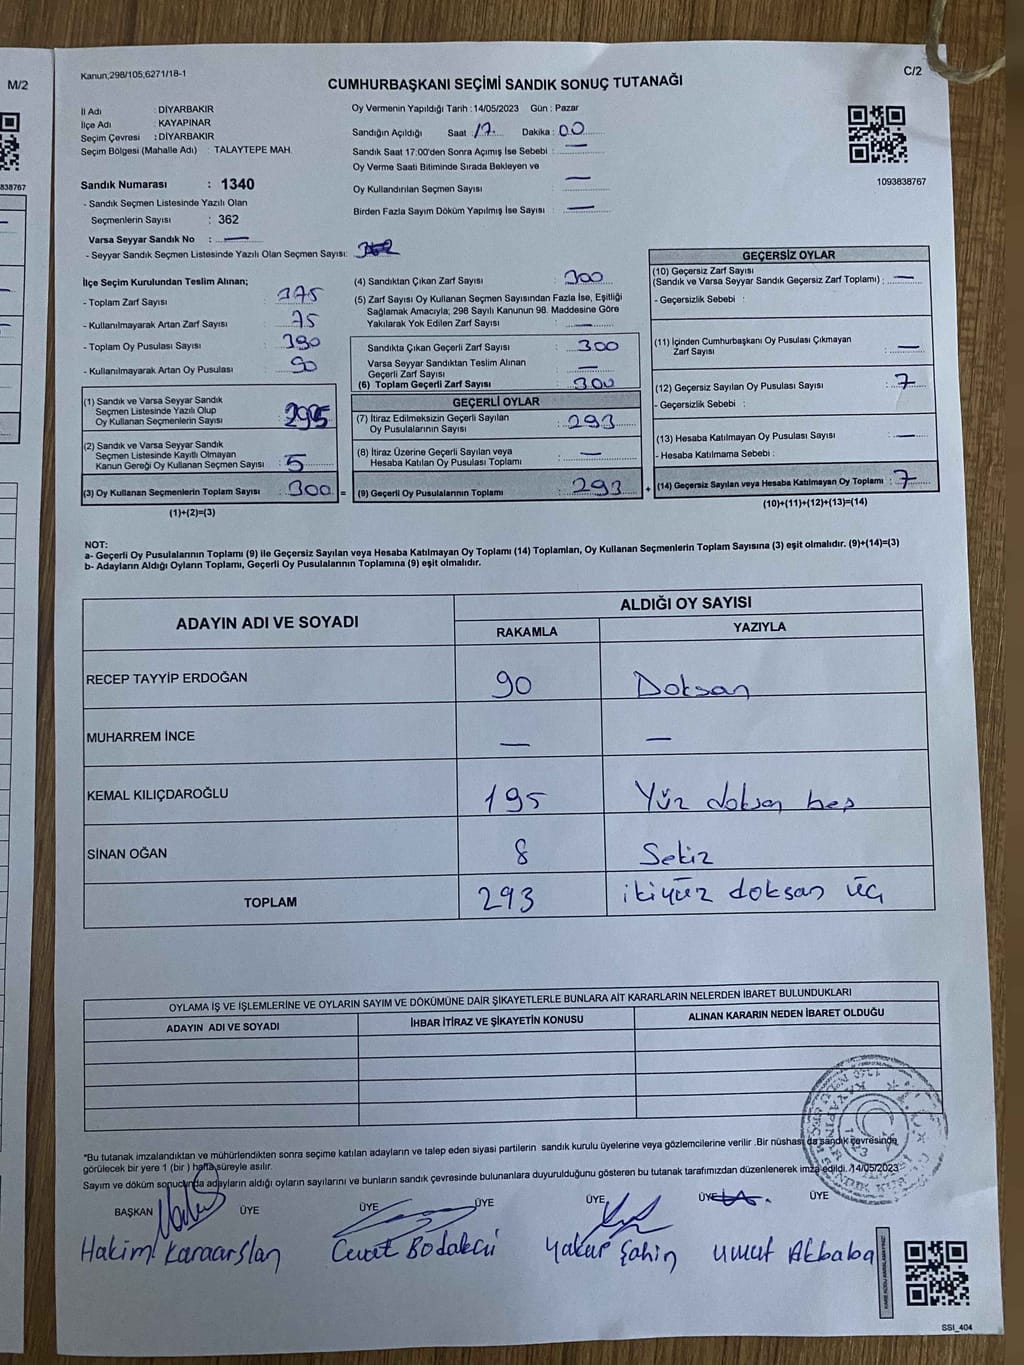 M/2
838767
Kanun,298/105;6271/18-1
C/2
CUMHURBAŞKANI SEÇİMİ SANDIK SONUÇ TUTANAĞI
İl Adı : DİYARBAKIR
İlçe Adı : KAYAPINAR
Seçim Çevresi : DİYARBAKIR
Seçim Bölgesi (Mahalle Adı) : TALAYTEPE MAH.
Sandık Numarası : 1340
- Sandık Seçmen Listesinde Yazılı Olan
Seçmenlerin Sayısı : 362
Varsa Seyyar Sandık No : —
- Seyyar Sandık Seçmen Listesinde Yazılı Olan Seçmen Sayısı:
Oy Vermenin Yapıldığı Tarih : 14/05/2023 Gün : Pazar
Sandığın Açıldığı Saat : 17 Dakika : 00
Sandık Saat 17:00'den Sonra Açımış İse Sebebi : —
Oy Verme Saati Bitiminde Sırada Bekleyen ve
Oy Kullandırılan Seçmen Sayısı : —
Birden Fazla Sayım Döküm Yapılmış İse Sayısı : —
1093838767
İlçe Seçim Kurulundan Teslim Alınan;
- Toplam Zarf Sayısı : 375
- Kullanılmayarak Artan Zarf Sayısı : 75
- Toplam Oy Pusulası Sayısı : 390
- Kullanılmayarak Artan Oy Pusulası : 90
(1) Sandık ve Varsa Seyyar Sandık
Seçmen Listesinde Yazılı Olup
Oy Kullanan Seçmenlerin Sayısı : 295
(2) Sandık ve Varsa Seyyar Sandık
Seçmen Listesinde Kayıtlı Olmayan
Kanun Gereği Oy Kullanan Seçmen Sayısı : 5
(3) Oy Kullanan Seçmenlerin Toplam Sayısı : 300 =
(1)+(2)=(3)
(4) Sandıktan Çıkan Zarf Sayısı : 300
(5) Zarf Sayısı Oy Kullanan Seçmen Sayısından Fazla İse, Eşitliği
Sağlamak Amacıyla; 298 Sayılı Kanunun 98. Maddesine Göre
Yakılarak Yok Edilen Zarf Sayısı : —
Sandıkta Çıkan Geçerli Zarf Sayısı : 300
Varsa Seyyar Sandıktan Teslim Alınan
Geçerli Zarf Sayısı : —
(6) Toplam Geçerli Zarf Sayısı : 300
GEÇERLİ OYLAR
(7) İtiraz Edilmeksizin Geçerli Sayılan
Oy Pusulalarının Sayısı : 293
(8) İtiraz Üzerine Geçerli Sayılan veya
Hesaba Katılan Oy Pusulası Toplamı : —
(9) Geçerli Oy Pusulalarının Toplamı : 293 +
GEÇERSİZ OYLAR
(10) Geçersiz Zarf Sayısı
(Sandık ve Varsa Seyyar Sandık Geçersiz Zarf Toplamı) : —
- Geçersizlik Sebebi :
(11) İçinden Cumhurbaşkanı Oy Pusulası Çıkmayan
Zarf Sayısı : —
(12) Geçersiz Sayılan Oy Pusulası Sayısı : 7
- Geçersizlik Sebebi :
(13) Hesaba Katılmayan Oy Pusulası Sayısı : —
- Hesaba Katılmama Sebebi :
(14) Geçersiz Sayılan veya Hesaba Katılmayan Oy Toplamı : 7
(10)+(11)+(12)+(13)=(14)
NOT:
a- Geçerli Oy Pusulalarının Toplamı (9) ile Geçersiz Sayılan veya Hesaba Katılmayan Oy Toplamı (14) Toplamları, Oy Kullanan Seçmenlerin Toplam Sayısına (3) eşit olmalıdır. (9)+(14)=(3)
b- Adayların Aldığı Oyların Toplamı, Geçerli Oy Pusulalarının Toplamına (9) eşit olmalıdır.
ADAYIN ADI VE SOYADI
ALDIĞI OY SAYISI
RAKAMLA YAZIYLA
RECEP TAYYİP ERDOĞAN 90 Doksan
MUHARREM İNCE — —
KEMAL KILIÇDAROĞLU 195 Yüz doksan beş
SİNAN OĞAN 8 Sekiz
TOPLAM 293 ikiyüz doksan üç
OYLAMA İŞ VE İŞLEMLERİNE VE OYLARIN SAYIM VE DÖKÜMÜNE DAİR ŞİKAYETLERLE BUNLARA AİT KARARLARIN NELERDEN İBARET BULUNDUKLARI
ADAYIN ADI VE SOYADI İHBAR İTİRAZ VE ŞİKAYETİN KONUSU ALINAN KARARIN NEDEN İBARET OLDUĞU
*Bu tutanak imzalandıktan ve mühürlendikten sonra seçime katılan adayların ve talep eden siyasi partilerin sandık kurulu üyelerine veya gözlemcilerine verilir .Bir nüshası da sandık çevresinde
görülecek bir yere 1 (bir ) hafta süreyle asılır.
Sayım ve döküm sonucunda adayların aldığı oyların sayılarını ve bunların sandık çevresinde bulunanlara duyurulduğunu gösteren bu tutanak tarafımızdan düzenlenerek imza edildi. 14/05/2023
BAŞKAN ÜYE ÜYE ÜYE ÜYE ÜYE ÜYE
Hakim Karaarslan Cevat Bodakçi Yakup Şahin Umut Akbaba
SSI_404